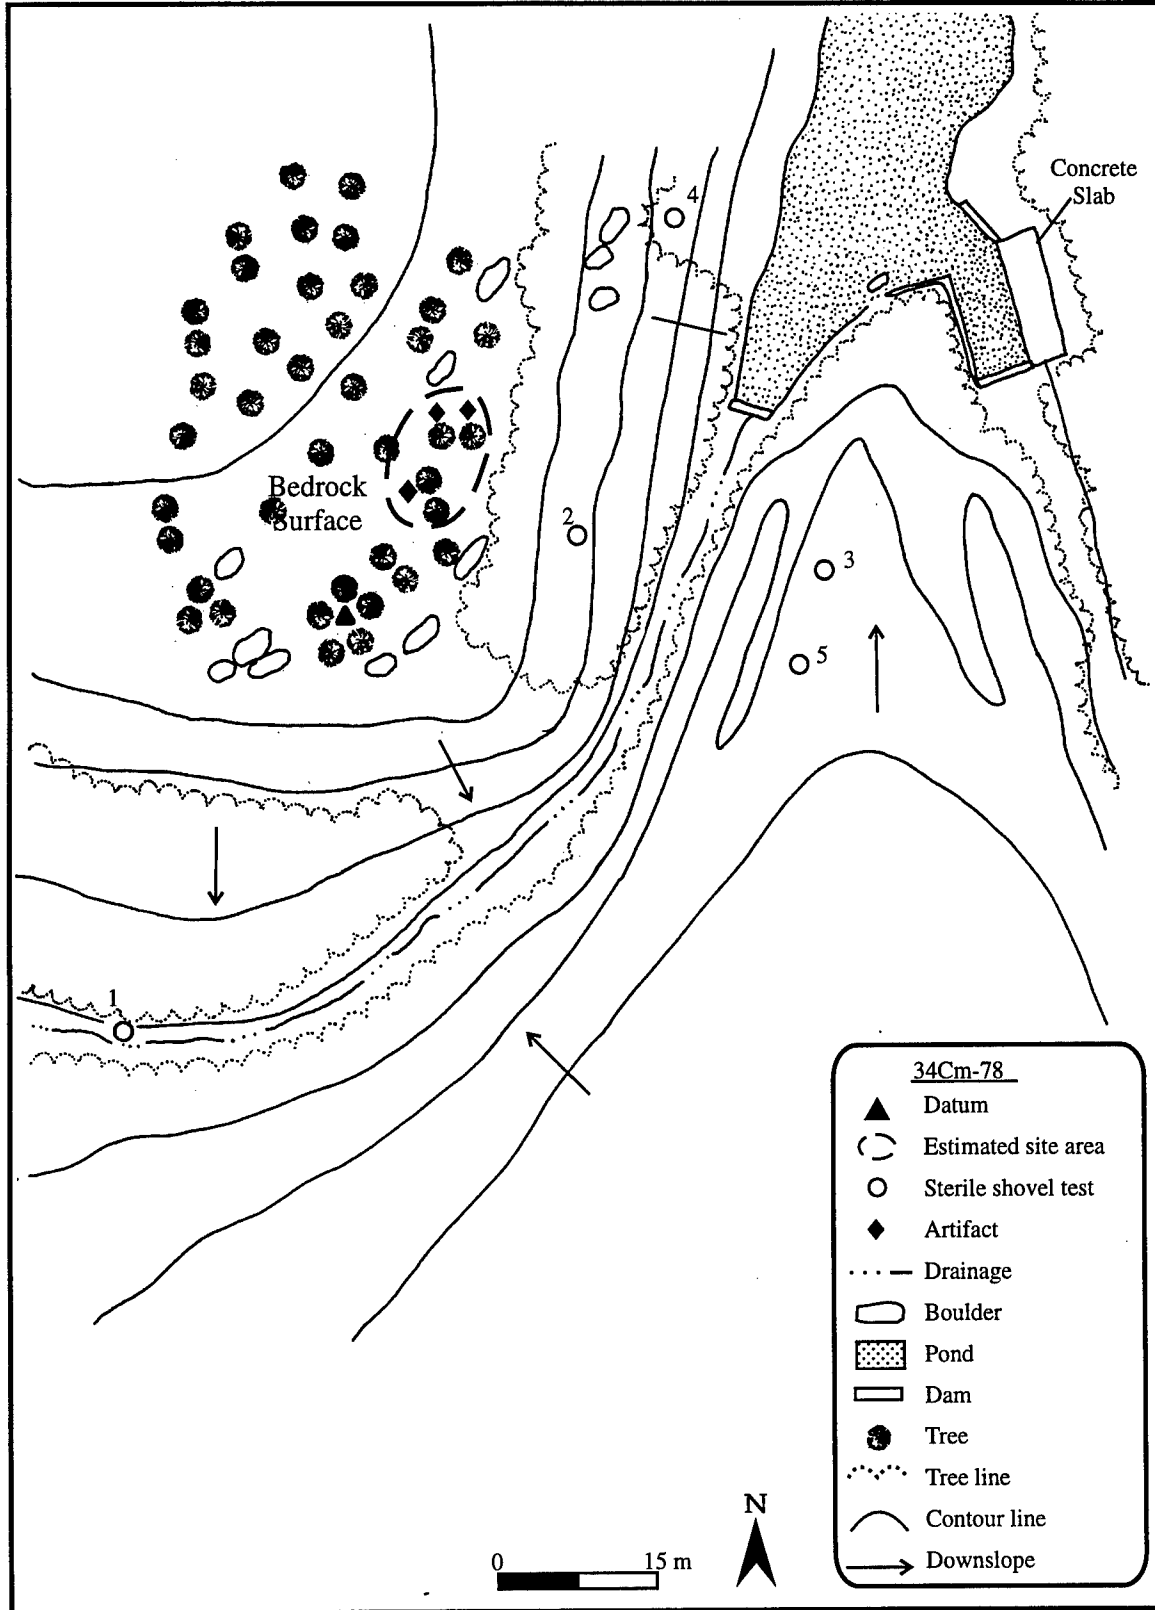 Concrete
Slab
4
Bedrock
Surface
2
3
5
1
34Cm-78
Datum
Estimated site area
Sterile shovel test
Artifact
Drainage
Boulder
Pond
Dam
Tree
Tree line
Contour line
Downslope
N
0 15 m